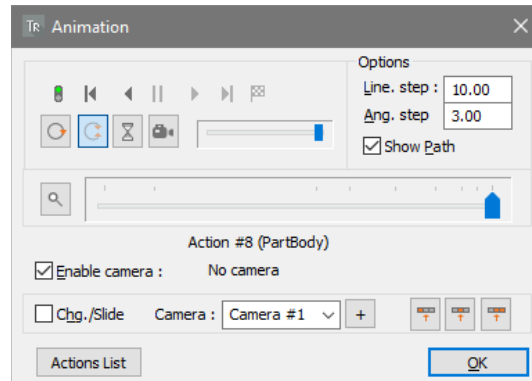 TR Animation
Options
Line. step : 10.00
Ang. step 3.00
Show Path
Action #8 (PartBody)
Enable camera : No camera
Chg./Slide Camera : Camera #1 +
Actions List OK